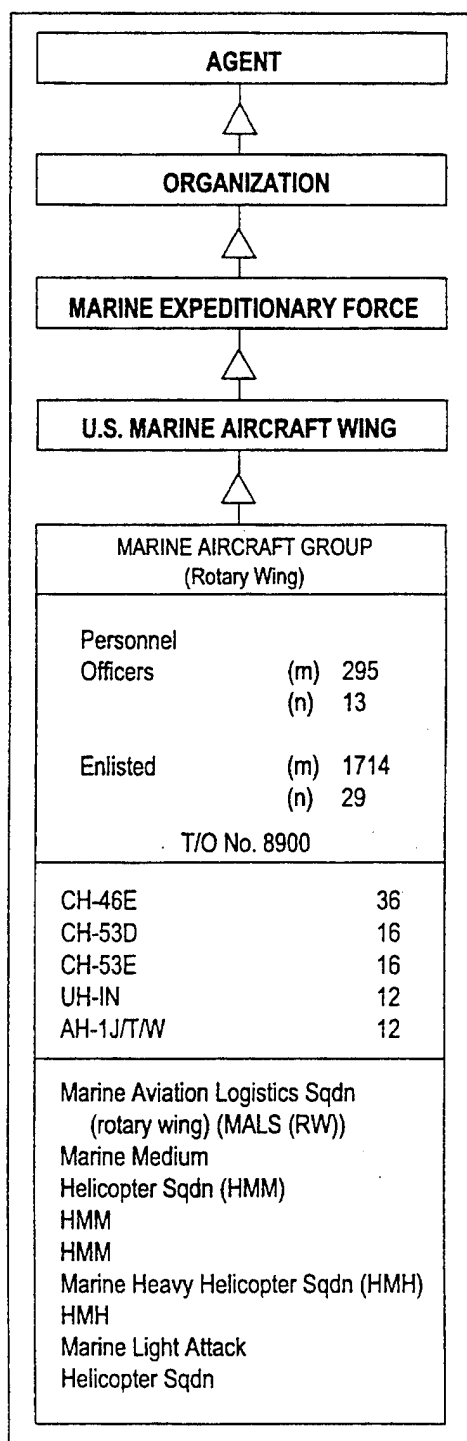 AGENT
ORGANIZATION
MARINE EXPEDITIONARY FORCE
U.S. MARINE AIRCRAFT WING
MARINE AIRCRAFT GROUP
(Rotary Wing)
Personnel
Officers (m) 295
(n) 13
Enlisted (m) 1714
(n) 29
T/O No. 8900
CH-46E 36
CH-53D 16
CH-53E 16
UH-IN 12
AH-1J/T/W 12
Marine Aviation Logistics Sqdn
(rotary wing) (MALS (RW))
Marine Medium
Helicopter Sqdn (HMM)
HMM
HMM
Marine Heavy Helicopter Sqdn (HMH)
HMH
Marine Light Attack
Helicopter Sqdn